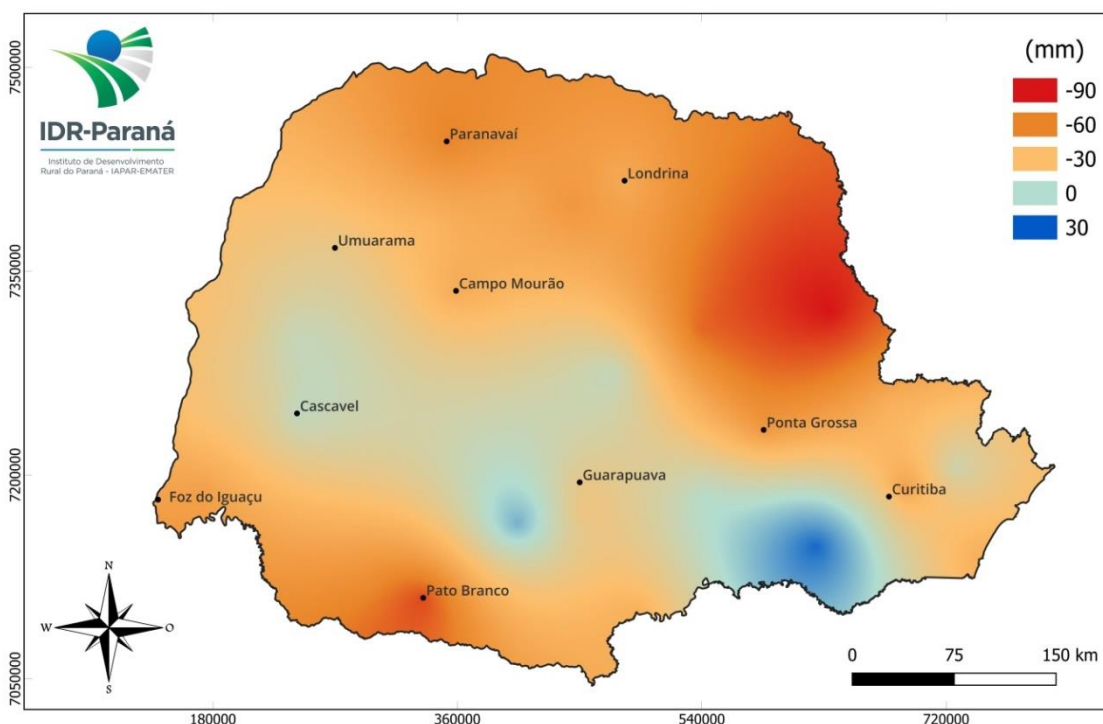 IDR-Paraná
Instituto de Desenvolvimento
Rural do Paraná - IAPAR-EMATER
(mm)
-90
-60
-30
0
30
Paranavaí
Londrina
Umuarama
Campo Mourão
Cascavel
Ponta Grossa
Guarapuava
Curitiba
Foz do Iguaçu
Pato Branco
N
W
O
S
0
75
150 km
7500000
7350000
7200000
7050000
180000
360000
540000
720000